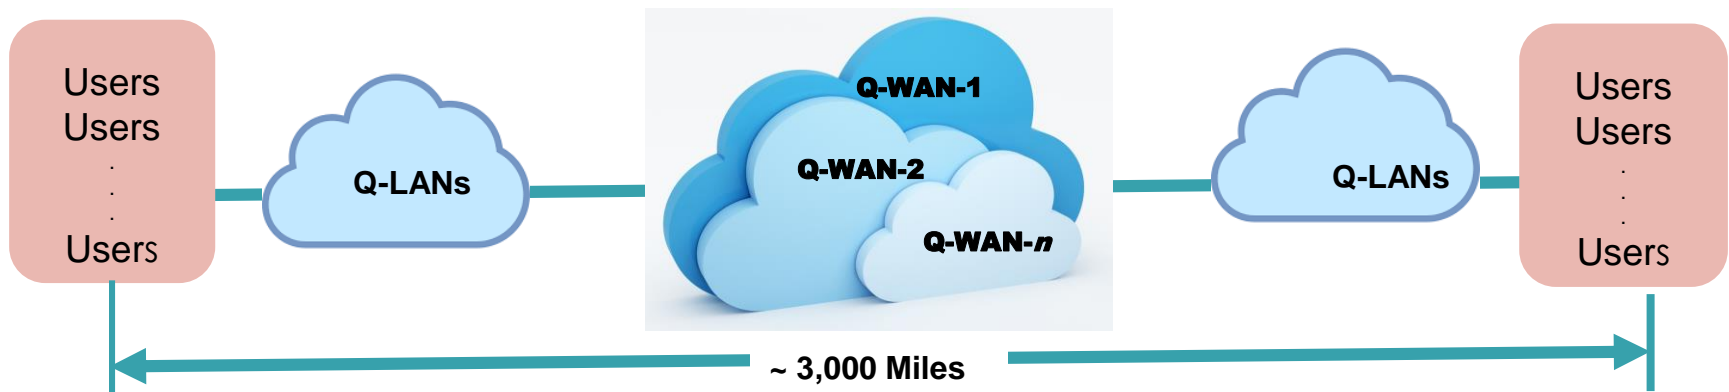 Users
Users
.
.
.
Users
Q-LANs
Q-WAN-1
Q-WAN-2
Q-WAN-n
Q-LANs
Users
Users
.
.
.
Users
~ 3,000 Miles